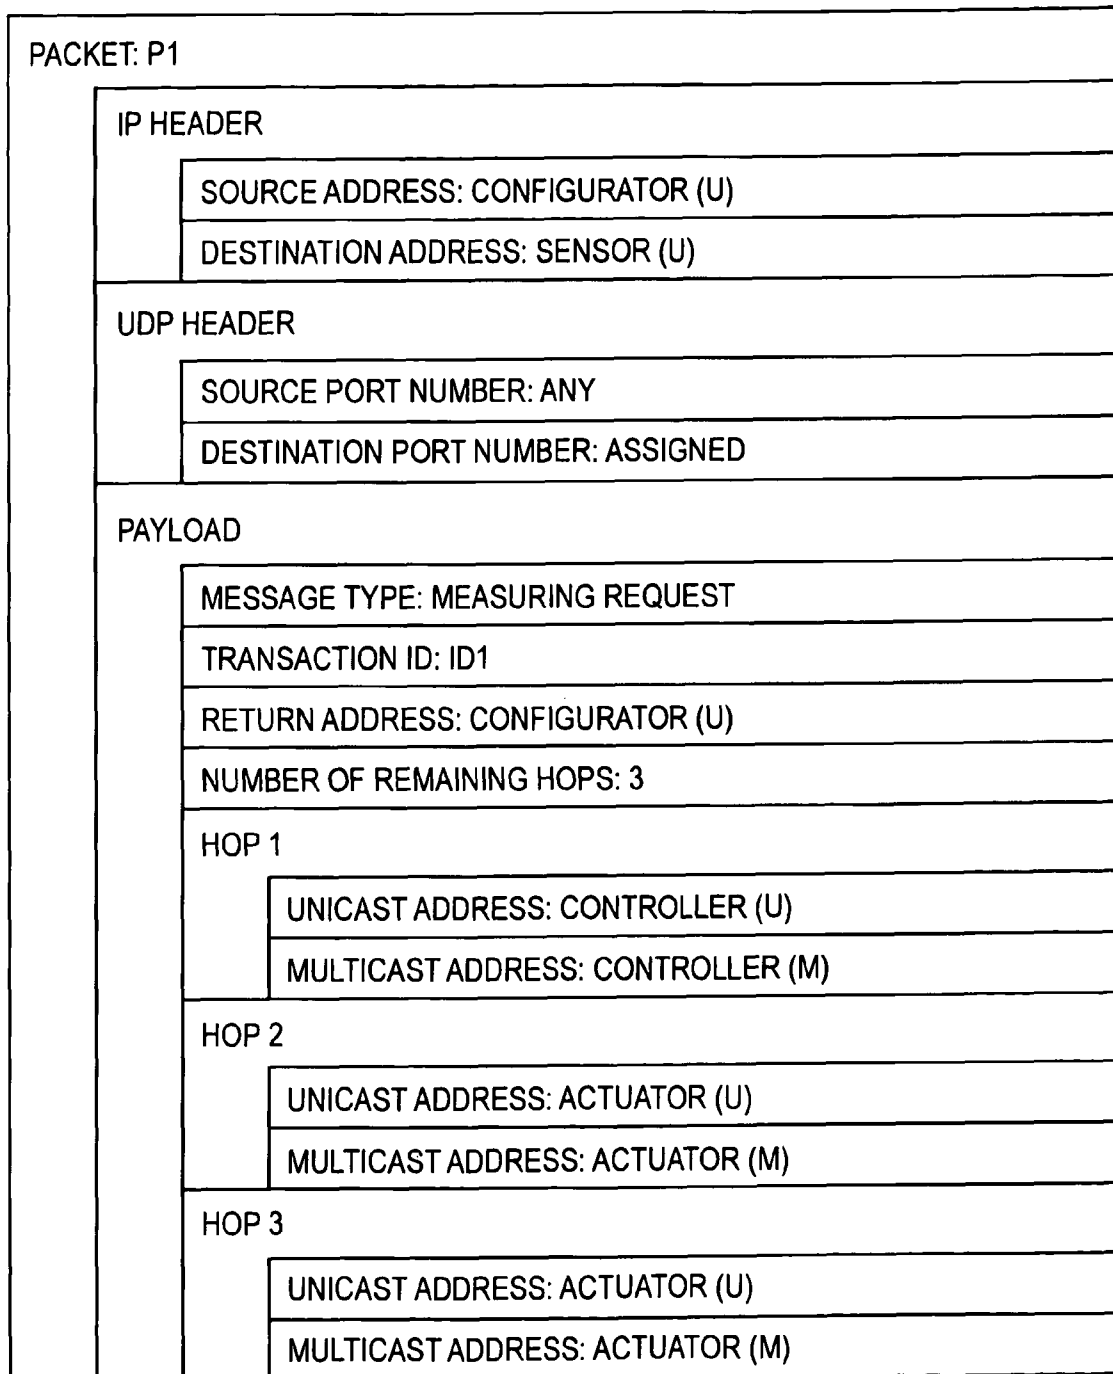 PACKET: P1
IP HEADER
SOURCE ADDRESS: CONFIGURATOR (U)
DESTINATION ADDRESS: SENSOR (U)
UDP HEADER
SOURCE PORT NUMBER: ANY
DESTINATION PORT NUMBER: ASSIGNED
PAYLOAD
MESSAGE TYPE: MEASURING REQUEST
TRANSACTION ID: ID1
RETURN ADDRESS: CONFIGURATOR (U)
NUMBER OF REMAINING HOPS: 3
HOP 1
UNICAST ADDRESS: CONTROLLER (U)
MULTICAST ADDRESS: CONTROLLER (M)
HOP 2
UNICAST ADDRESS: ACTUATOR (U)
MULTICAST ADDRESS: ACTUATOR (M)
HOP 3
UNICAST ADDRESS: ACTUATOR (U)
MULTICAST ADDRESS: ACTUATOR (M)